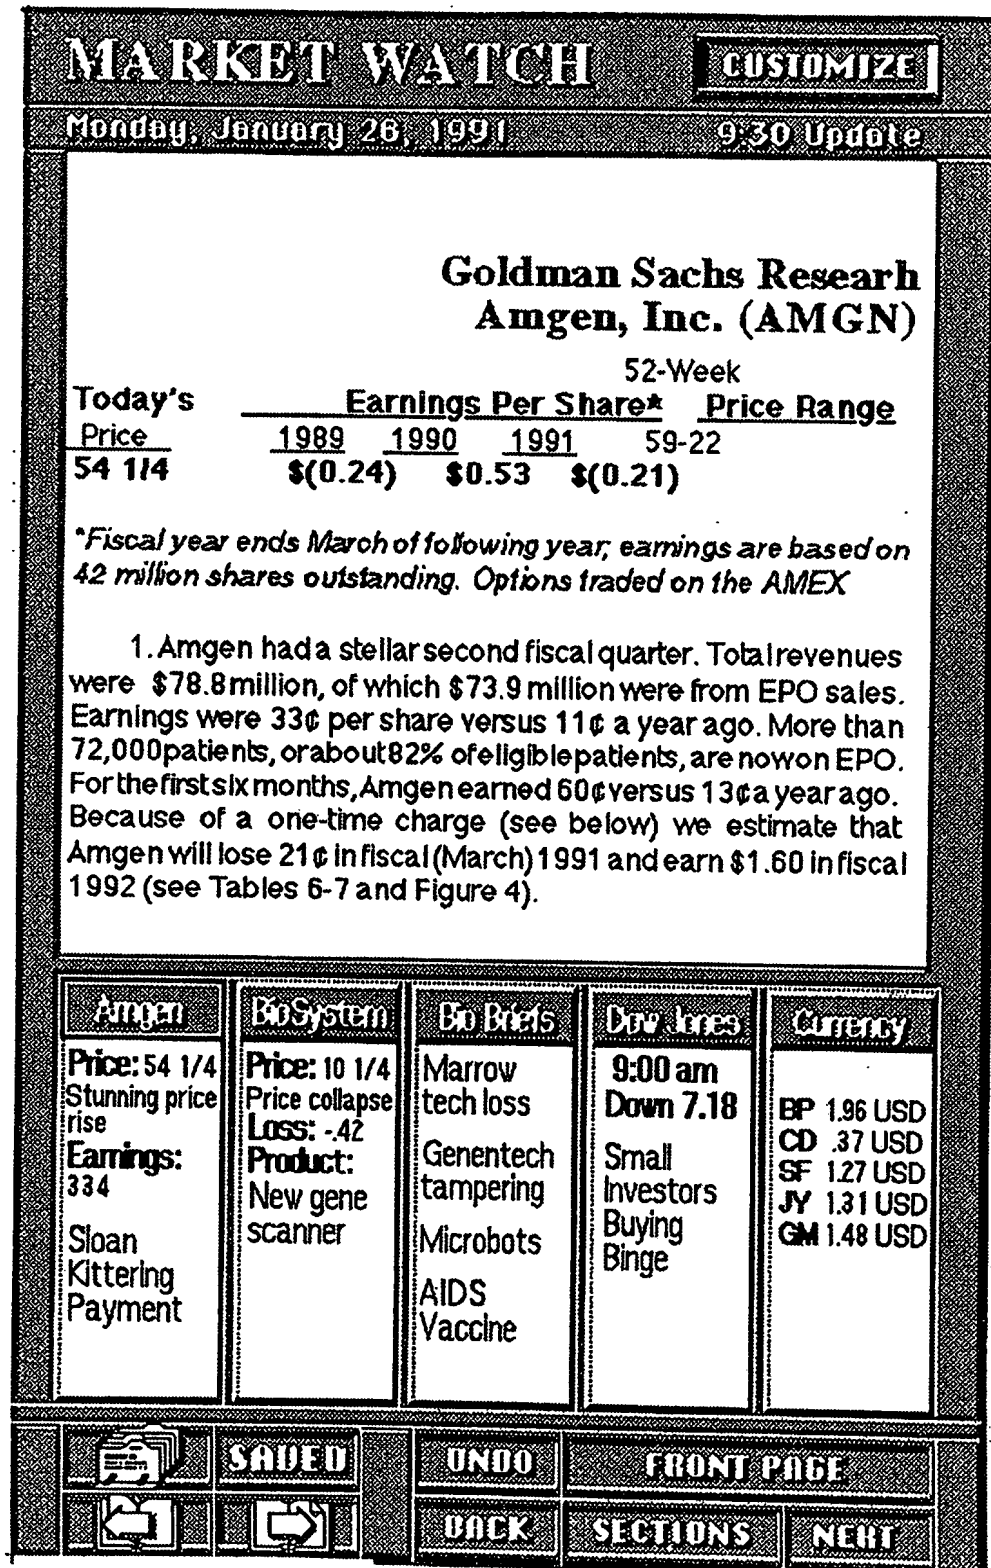 MARKET WATCH
CUSTOMIZE
Monday, January 26, 1991
9:30 Update
Goldman Sachs Researh
Amgen, Inc. (AMGN)
52-Week
Today's Earnings Per Share* Price Range
Price 1989 1990 1991 59-22
54 1/4 $(0.24) $0.53 $(0.21)
*Fiscal year ends March of following year; earnings are based on
42 million shares outstanding. Options traded on the AMEX
1. Amgen had a stellar second fiscal quarter. Total revenues
were $78.8 million, of which $73.9 million were from EPO sales.
Earnings were 33¢ per share versus 11¢ a year ago. More than
72,000 patients, or about 82% of eligible patients, are now on EPO.
For the first six months, Amgen earned 60¢ versus 13¢ a year ago.
Because of a one-time charge (see below) we estimate that
Amgen will lose 21¢ in fiscal (March) 1991 and earn $1.60 in fiscal
1992 (see Tables 6-7 and Figure 4).
Amgen
Price: 54 1/4
Stunning price
rise
Earnings:
334
Sloan
Kittering
Payment
BioSystem
Price: 10 1/4
Price collapse
Loss: -.42
Product:
New gene
scanner
Bio Briefs
Marrow
tech loss
Genentech
tampering
Microbots
AIDS
Vaccine
Dow Jones
9:00 am
Down 7.18
Small
Investors
Buying
Binge
Currency
BP 1.96 USD
CD .37 USD
SF 1.27 USD
JY 1.31 USD
GM 1.48 USD
SAVED
UNDO
FRONT PAGE
BACK
SECTIONS
NEXT